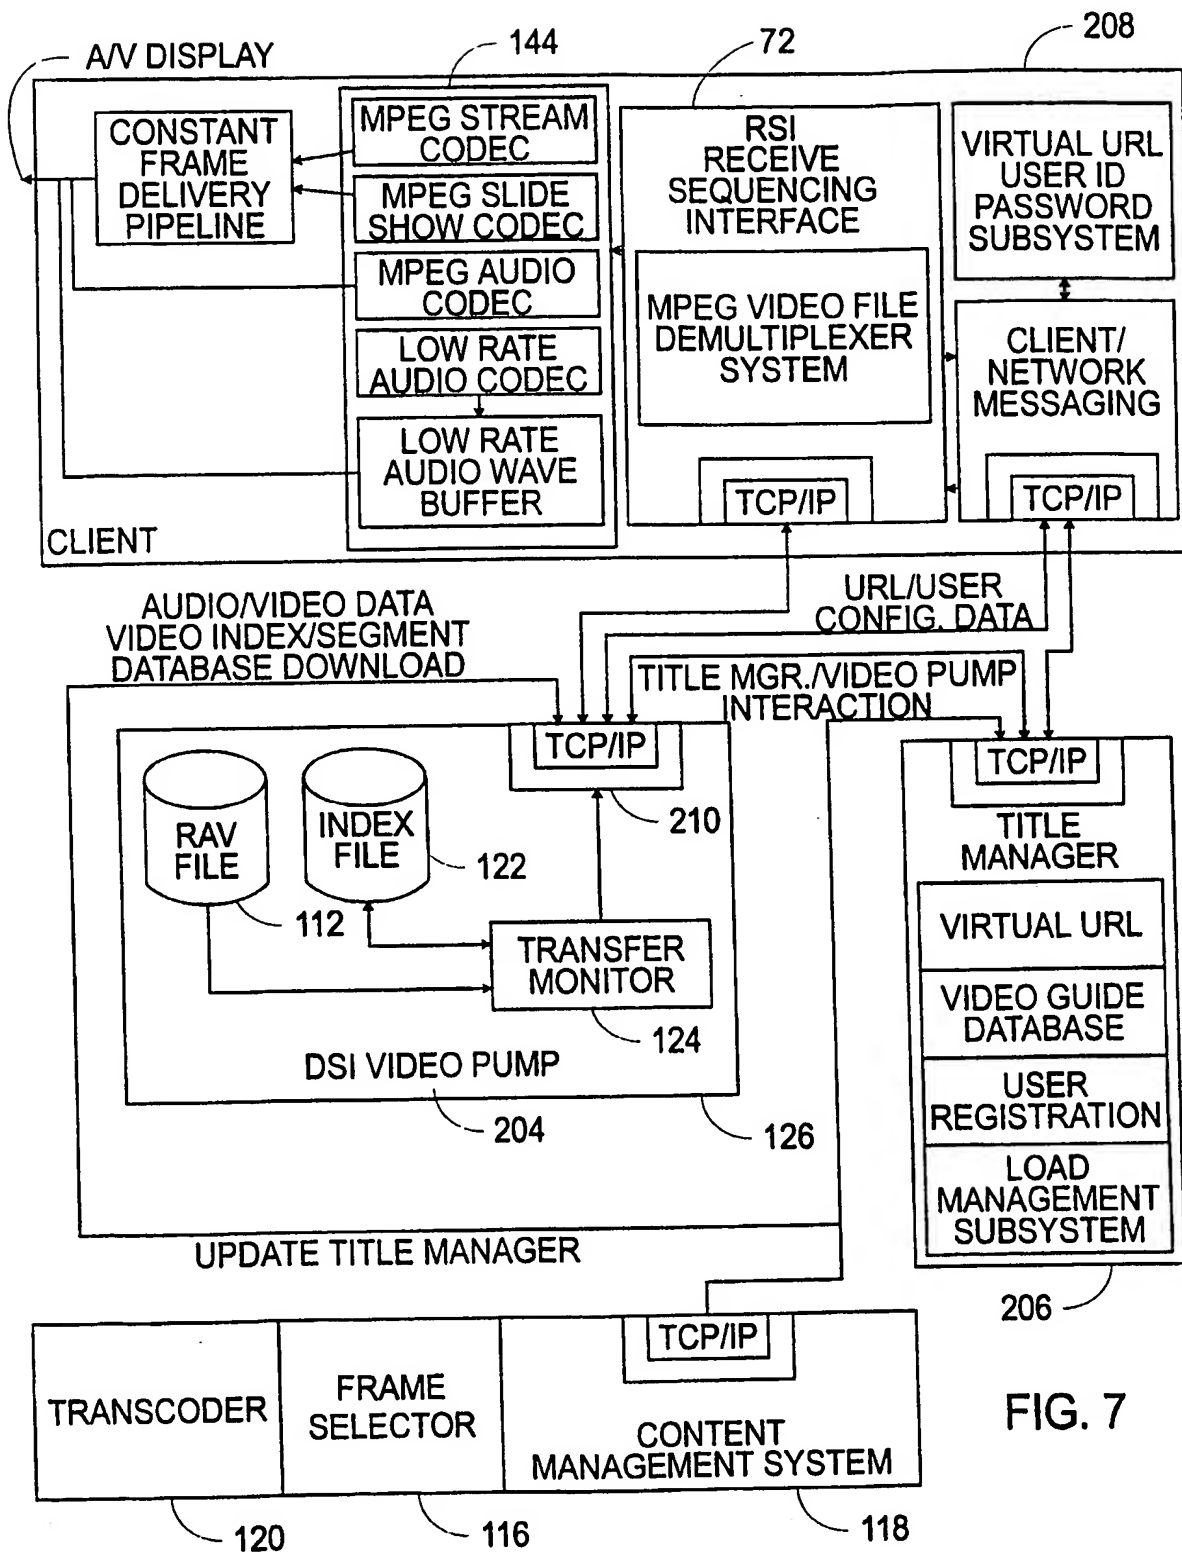 A/V DISPLAY
144
72
208
CONSTANT
FRAME
DELIVERY
PIPELINE
MPEG STREAM
CODEC
MPEG SLIDE
SHOW CODEC
MPEG AUDIO
CODEC
LOW RATE
AUDIO CODEC
LOW RATE
AUDIO WAVE
BUFFER
RSI
RECEIVE
SEQUENCING
INTERFACE
MPEG VIDEO FILE
DEMULTIPLEXER
SYSTEM
TCP/IP
VIRTUAL URL
USER ID
PASSWORD
SUBSYSTEM
CLIENT/
NETWORK
MESSAGING
TCP/IP
CLIENT
AUDIO/VIDEO DATA
VIDEO INDEX/SEGMENT
DATABASE DOWNLOAD
URL/USER
CONFIG. DATA
TITLE MGR./VIDEO PUMP
INTERACTION
TCP/IP
210
RAV
FILE
112
INDEX
FILE
122
TRANSFER
MONITOR
124
DSI VIDEO PUMP
204
126
TCP/IP
TITLE
MANAGER
VIRTUAL URL
VIDEO GUIDE
DATABASE
USER
REGISTRATION
LOAD
MANAGEMENT
SUBSYSTEM
206
UPDATE TITLE MANAGER
TRANSCODER
FRAME
SELECTOR
TCP/IP
CONTENT
MANAGEMENT SYSTEM
120
116
118
FIG. 7